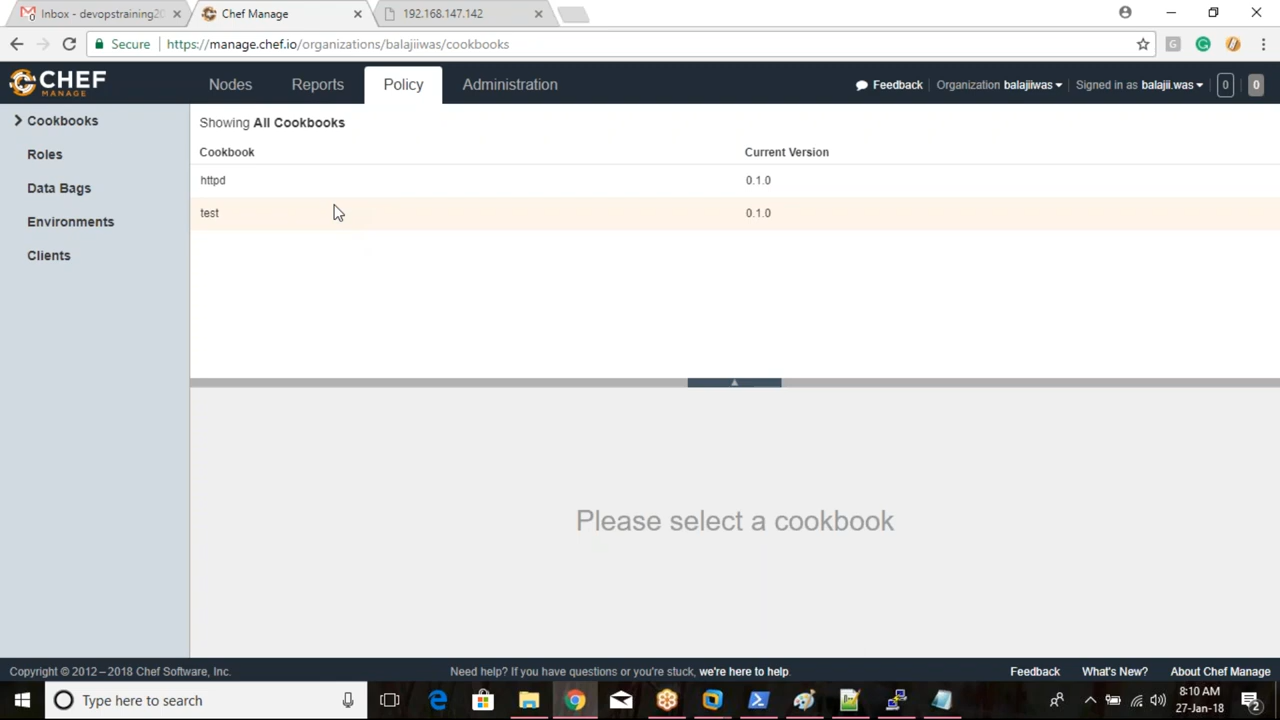 Inbox - devopstraining20
Chef Manage
192.168.147.142
Secure
https://manage.chef.io/organizations/balajiiwas/cookbooks
CHEF
MANAGE
Nodes
Reports
Policy
Administration
Feedback
Organization balajiiwas
Signed in as balajii.was
0
0
Cookbooks
Roles
Data Bags
Environments
Clients
Showing All Cookbooks
Cookbook Current Version
httpd 0.1.0
test 0.1.0
Please select a cookbook
Copyright © 2012 – 2018 Chef Software, Inc.
Need help? If you have questions or you're stuck, we're here to help.
Feedback
What's New?
About Chef Manage
Type here to search
8:10 AM
27-Jan-18
2